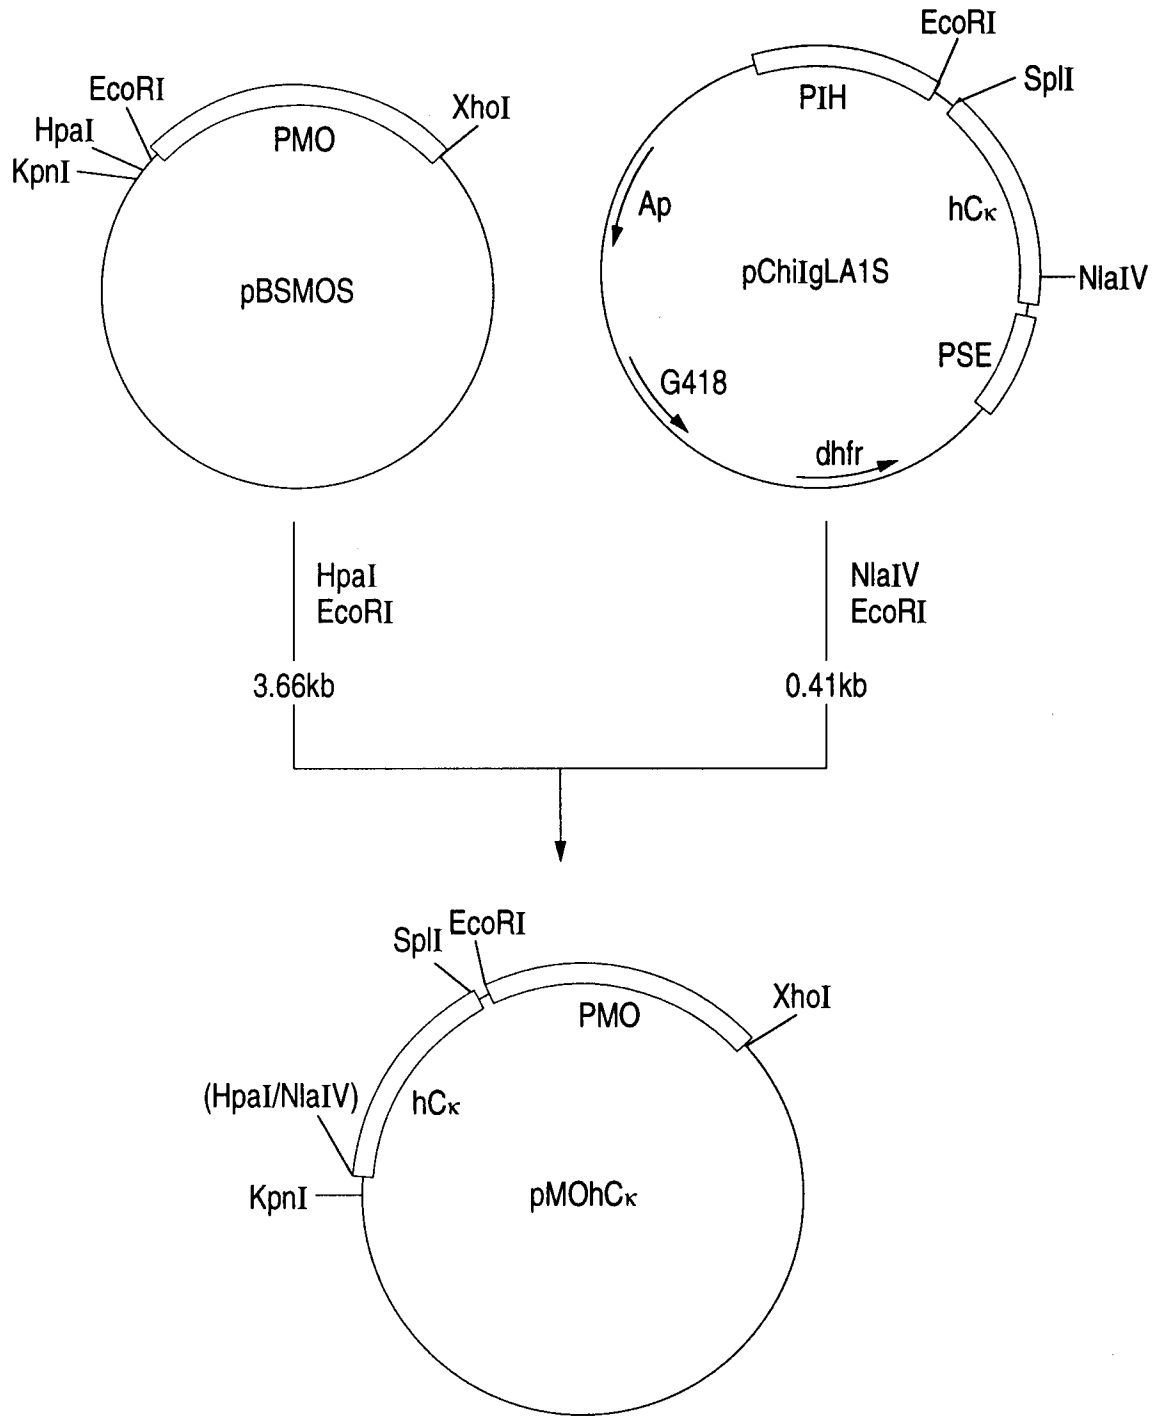 EcoRI
HpaI
KpnI
PMO
XhoI
pBSMOS
EcoRI
SplI
PIH
Ap
hCκ
pChiIgLA1S
NlaIV
PSE
G418
dhfr
HpaI
EcoRI
3.66kb
NlaIV
EcoRI
0.41kb
SplI
EcoRI
PMO
XhoI
(HpaI/NlaIV)
hCκ
KpnI
pMOhCκ